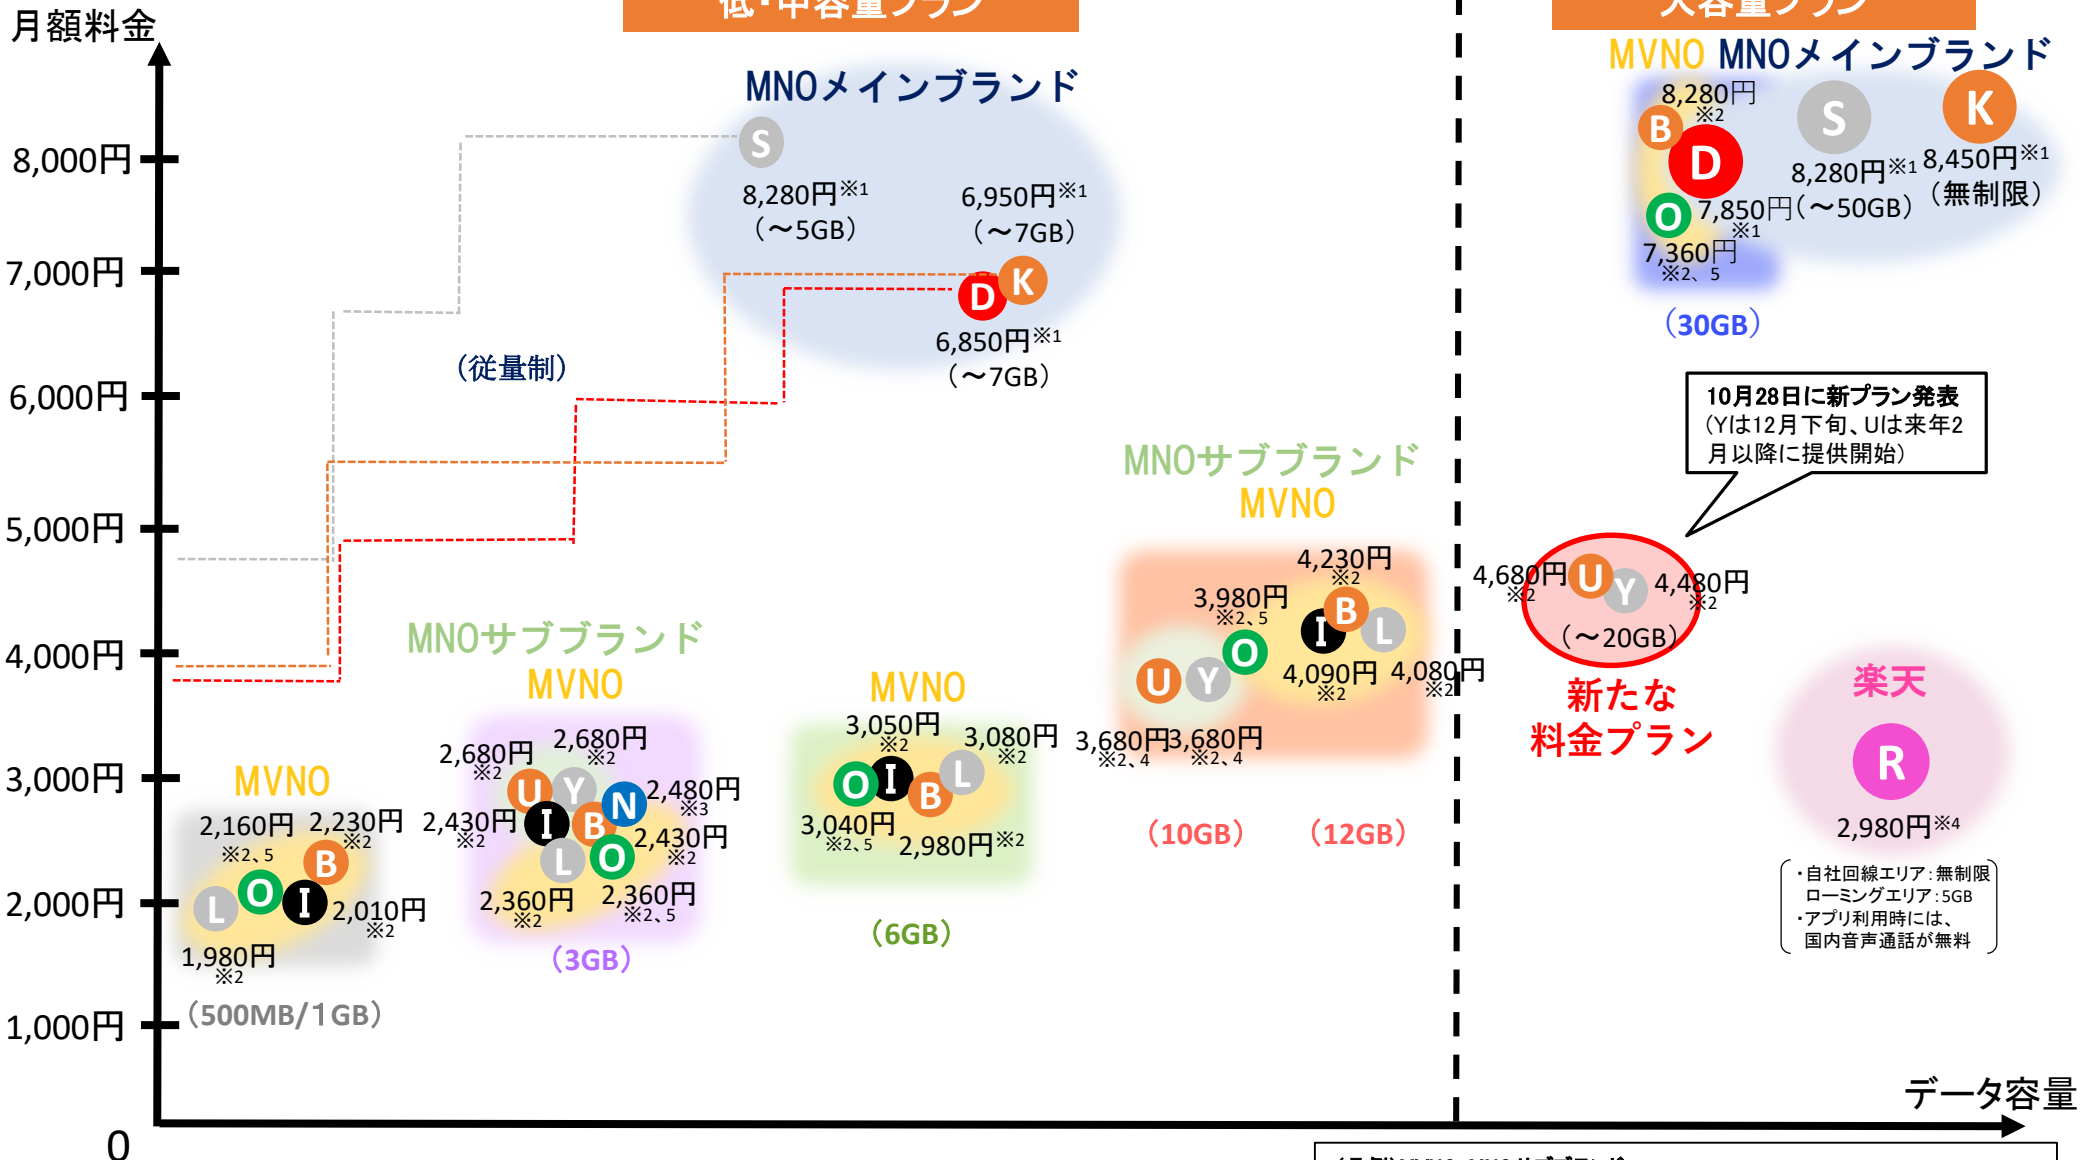 低・中容量プラン
大容量プラン
月額料金
8,000円
7,000円
6,000円
5,000円
4,000円
3,000円
2,000円
1,000円
0
データ容量
MNOメインブランド
S
8,280円※1
(～5GB)
6,950円※1
(～7GB)
D
K
6,850円※1
(～7GB)
(従量制)
MVNO MNOメインブランド
8,280円
※2
B
D
O
7,850円
※1
7,360円
※2、5
(30GB)
S
8,280円※1
(～50GB)
K
8,450円※1
(無制限)
10月28日に新プラン発表
(Yは12月下旬、Uは来年2
月以降に提供開始)
4,680円
※2
U
Y
4,480円
※2
(～20GB)
新たな
料金プラン
楽天
R
2,980円※4
・自社回線エリア：無制限
ローミングエリア：5GB
・アプリ利用時には、
国内音声通話が無料
MNOサブブランド
MVNO
4,230円
※2
3,980円
※2、5
U
Y
O
I
B
L
4,090円
※2
4,080円
※2
3,680円
※2、4
3,680円
※2、4
(10GB)
(12GB)
MVNO
3,050円
※2
3,080円
※2
O
I
B
L
3,040円
※2、5
2,980円※2
(6GB)
MNOサブブランド
MVNO
2,680円
※2
2,680円
※2
U
Y
N
2,480円
※3
2,430円
※2
I
B
2,430円
※2
L
O
2,360円
※2
2,360円
※2、5
(3GB)
MVNO
2,160円
※2、5
2,230円
※2
L
O
I
B
2,010円
※2
1,980円
※2
(500MB/1GB)